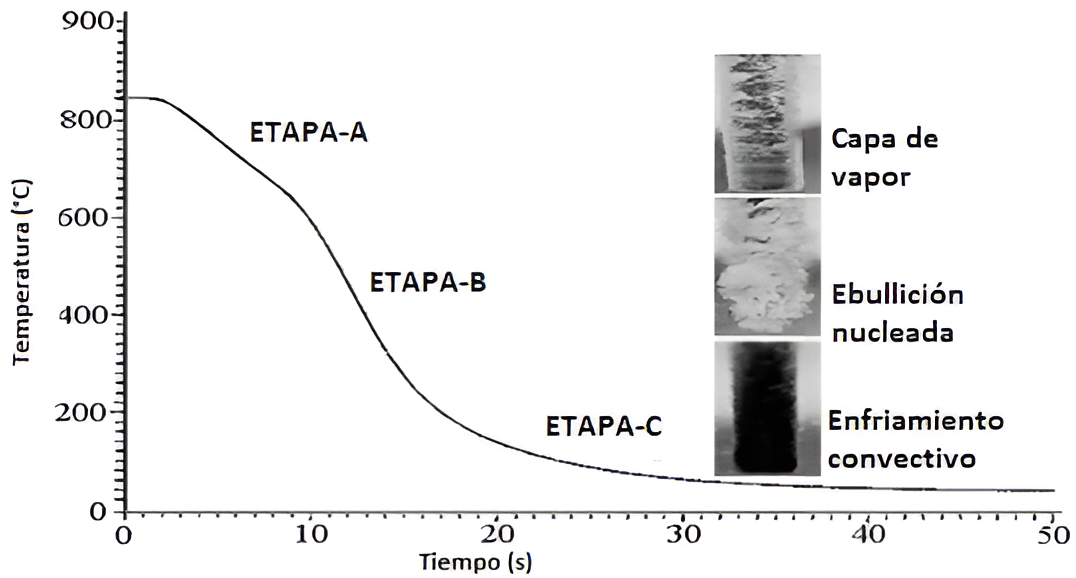 900
800
600
400
200
0
Temperatura (°C)
ETAPA-A
ETAPA-B
ETAPA-C
Capa de
vapor
Ebullición
nucleada
Enfriamiento
convectivo
0 10 20 30 40 50
Tiempo (s)